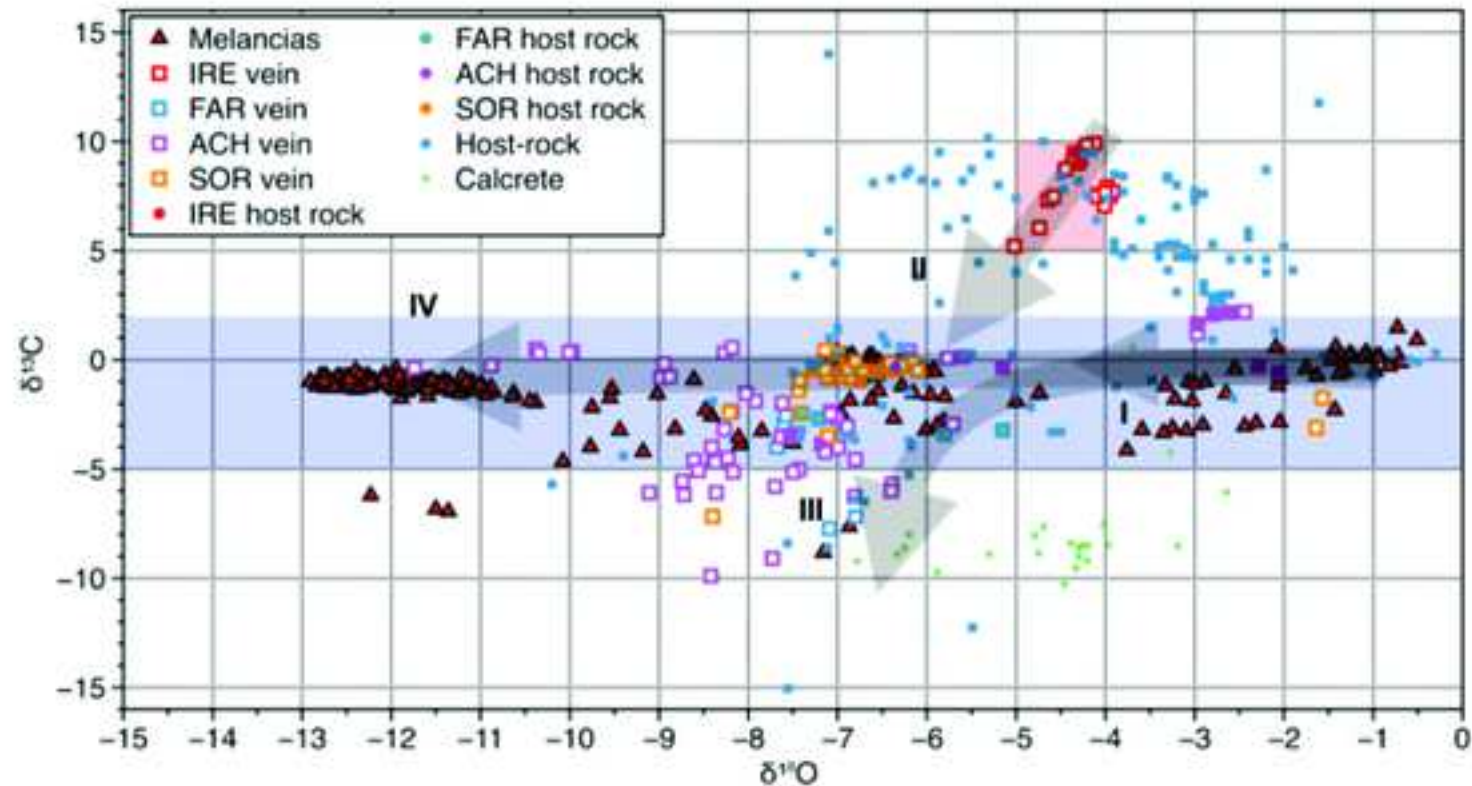 15
10
5
0
−5
−10
−15
δ¹³C
Melancias
IRE vein
FAR vein
ACH vein
SOR vein
IRE host rock
FAR host rock
ACH host rock
SOR host rock
Host-rock
Calcrete
II
IV
I
III
−15 −14 −13 −12 −11 −10 −9 −8 −7 −6 −5 −4 −3 −2 −1 0
δ¹⁸O